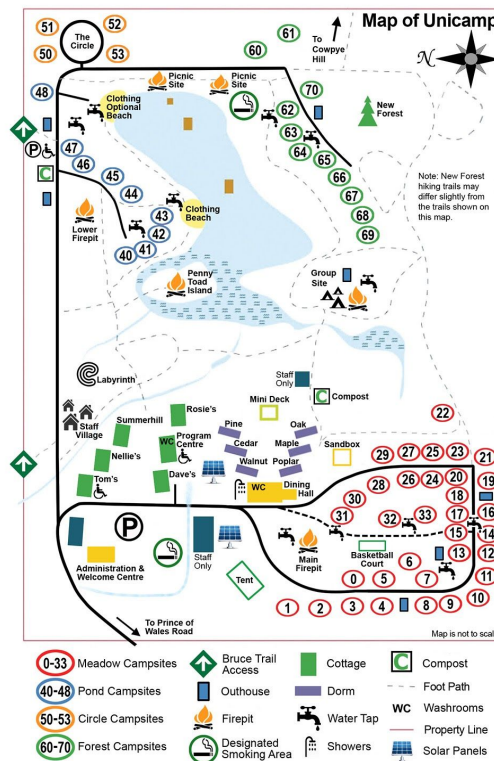 Map of Unicamp
N
To
Cowpye
Hill
51
52
The
Circle
50
53
60
61
Picnic
Site
Picnic
Site
48
Clothing
Optional
Beach
70
62
New
Forest
63
64
65
P
47
C
46
45
44
66
67
68
69
Note: New Forest
hiking trails may
differ slightly from
the trails shown on
this map.
43
Clothing
Beach
42
41
40
Lower
Firepit
Penny
Toad
Island
Group
Site
Labyrinth
Staff
Only
C
Compost
Staff
Village
Rosie's
Mini Deck
22
Summerhill
Pine
Oak
Program
Centre
WC
Cedar
Maple
Sandbox
Nellie's
Walnut
Poplar
29
27
25
23
21
Tom's
Dave's
WC
Dining
Hall
28
26
24
20
19
30
18
31
32
33
17
16
15
14
P
Main
Firepit
Basketball
Court
6
13
12
Administration &
Welcome Centre
Staff
Only
Tent
0
5
7
11
1
2
3
4
8
9
10
To Prince of
Wales Road
Map is not to scal
0-33 Meadow Campsites
40-48 Pond Campsites
50-53 Circle Campsites
60-70 Forest Campsites
Bruce Trail
Access
Outhouse
Firepit
Designated
Smoking Area
Cottage
Dorm
Water Tap
Showers
C Compost
Foot Path
WC Washrooms
Property Line
Solar Panels